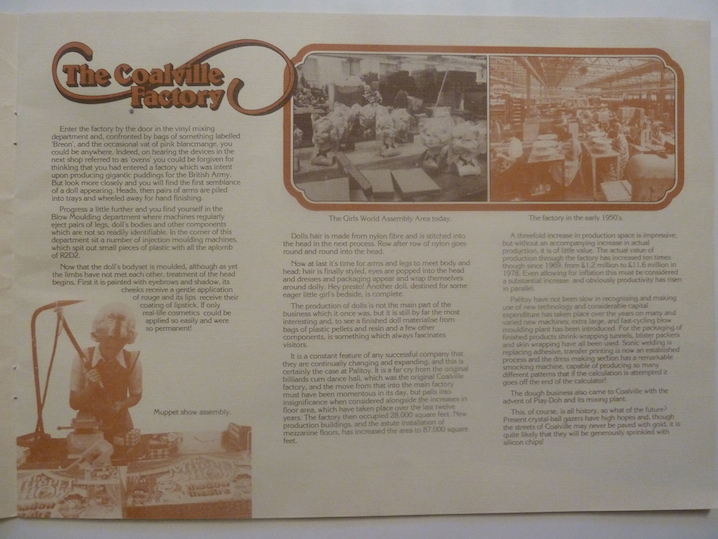 The Coalville
Factory
Enter the factory by the door in the vinyl mixing
department and, confronted by bags of something labelled
'Breon', and the occasional vat of pink blancmange, you
could be anywhere. Indeed, on hearing the devices in the
next shop referred to as 'ovens' you could be forgiven for
thinking that you had entered a factory which was intent
upon producing gigantic puddings for the British Army.
But look more closely and you will find the first semblance
of a doll appearing. Heads, then pairs of arms are piled
into trays and wheeled away for hand finishing.
Progress a little further and you find yourself in the
Blow Moulding department where machines regularly
eject pairs of legs, doll's bodies and other components
which are not so readily identifiable. In the corner of this
department sit a number of injection moulding machines,
which spit out small pieces of plastic with all the aplomb
of R2D2.
Now that the doll's bodyset is moulded, although as yet
the limbs have not met each other, treatment of the head
begins. First it is painted with eyebrows and shadow, its
cheeks receive a gentle application
of rouge and its lips receive their
coating of lipstick. If only
real-life cosmetics could be
applied so easily and were
so permanent!
Muppet show assembly.
The Girls World Assembly Area today.
The factory in the early 1950's.
Dolls hair is made from nylon fibre and is stitched into
the head in the next process. Row after row of nylon goes
round and round into the head.
Now at last it's time for arms and legs to meet body and
head; hair is finally styled, eyes are popped into the head
and dresses and packaging appear and wrap themselves
around dolly. Hey presto! Another doll, destined for some
eager little girl's bedside, is complete.
The production of dolls is not the main part of the
business which it once was, but it is still by far the most
interesting and, to see a finished doll materialise from
bags of plastic pellets and resin and a few other
components, is something which always fascinates
visitors.
It is a constant feature of any successful company that
they are continually changing and expanding, and this is
certainly the case at Palitoy. It is a far cry from the original
billiards cum dance hall, which was the original Coalville
factory, and the move from that into the main factory
must have been momentous in its day, but pales into
insignificance when considered alongside the increases in
floor area, which have taken place over the last twelve
years. The factory then occupied 28,000 square feet. New
production buildings, and the astute installation of
mezzanine floors, has increased the area to 87,000 square
feet.
A threefold increase in production space is impressive,
but without an accompanying increase in actual
production, it is of little value. The actual value of
production through the factory has increased ten times
though since 1969, from £1.2 million to £11.6 million in
1978. Even allowing for inflation this must be considered
a substantial increase, and obviously productivity has risen
in parallel.
Palitoy have not been slow in recognising and making
use of new technology and considerable capital
expenditure has taken place over the years on many and
varied new machines, extra large, and fast-cycling blow
moulding plant has been introduced. For the packaging of
finished products shrink-wrapping tunnels, blister packers
and skin wrapping have all been used. Sonic welding is
replacing adhesive, transfer printing is now an established
process and the dress making section has a remarkable
smocking machine, capable of producing so many
different patterns that if the calculation is attempted it
goes off the end of the calculator!
The dough business also came to Coalville with the
advent of Play-Doh and its mixing plant.
This, of course, is all history, so what of the future?
Present crystal-ball gazers have high hopes and, though
the streets of Coalville may never be paved with gold, it is
quite likely that they will be generously sprinkled with
silicon chips!
shadow
theatre